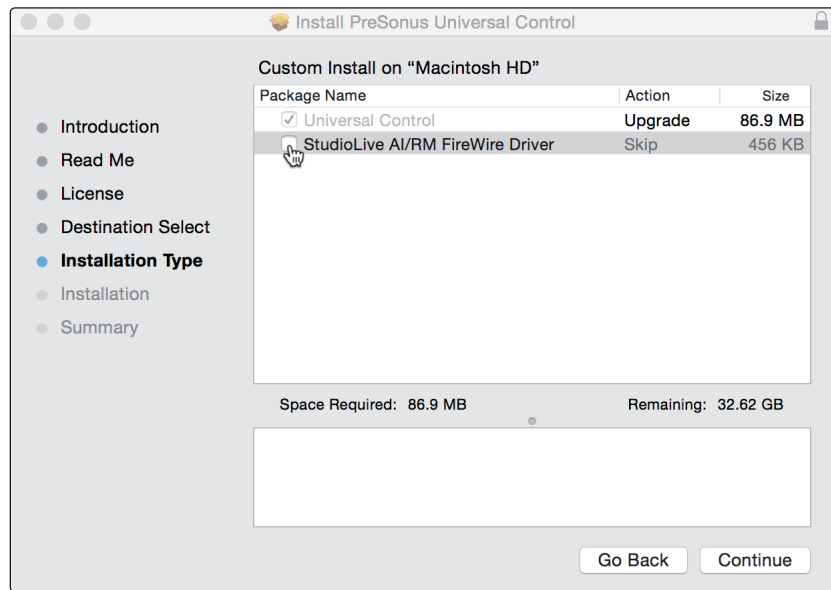 Install PreSonus Universal Control
Custom Install on “Macintosh HD”
Package Name Action Size
Universal Control Upgrade 86.9 MB
StudioLive AI/RM FireWire Driver Skip 456 KB
Introduction
Read Me
License
Destination Select
Installation Type
Installation
Summary
Space Required: 86.9 MB Remaining: 32.62 GB
Go Back Continue